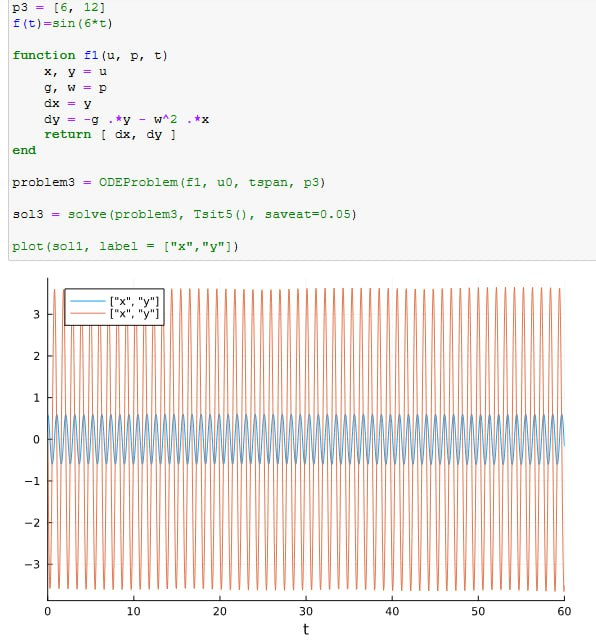 p3 = [6, 12]
f(t)=sin(6*t)
function f1(u, p, t)
x, y = u
g, w = p
dx = y
dy = -g .*y - w^2 .*x
return [ dx, dy ]
end
problem3 = ODEProblem(f1, u0, tspan, p3)
sol3 = solve(problem3, Tsit5(), saveat=0.05)
plot(sol1, label = ["x","y"])
["x", "y"]
["x", "y"]
3
2
1
0
−1
−2
−3
0 10 20 30 40 50 60
t